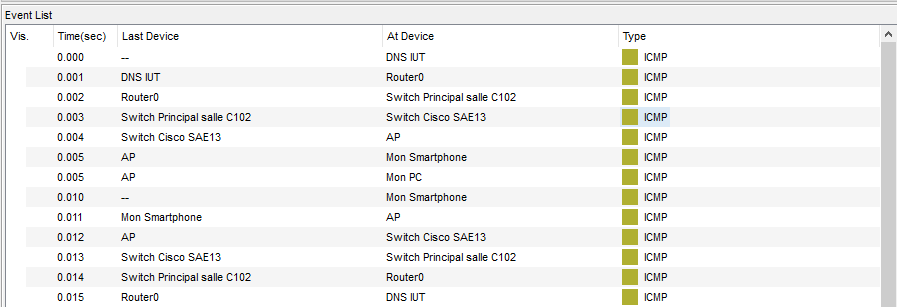 Event List
Vis. Time(sec) Last Device At Device Type
0.000 -- DNS IUT ICMP
0.001 DNS IUT Router0 ICMP
0.002 Router0 Switch Principal salle C102 ICMP
0.003 Switch Principal salle C102 Switch Cisco SAE13 ICMP
0.004 Switch Cisco SAE13 AP ICMP
0.005 AP Mon Smartphone ICMP
0.005 AP Mon PC ICMP
0.010 -- Mon Smartphone ICMP
0.011 Mon Smartphone AP ICMP
0.012 AP Switch Cisco SAE13 ICMP
0.013 Switch Cisco SAE13 Switch Principal salle C102 ICMP
0.014 Switch Principal salle C102 Router0 ICMP
0.015 Router0 DNS IUT ICMP